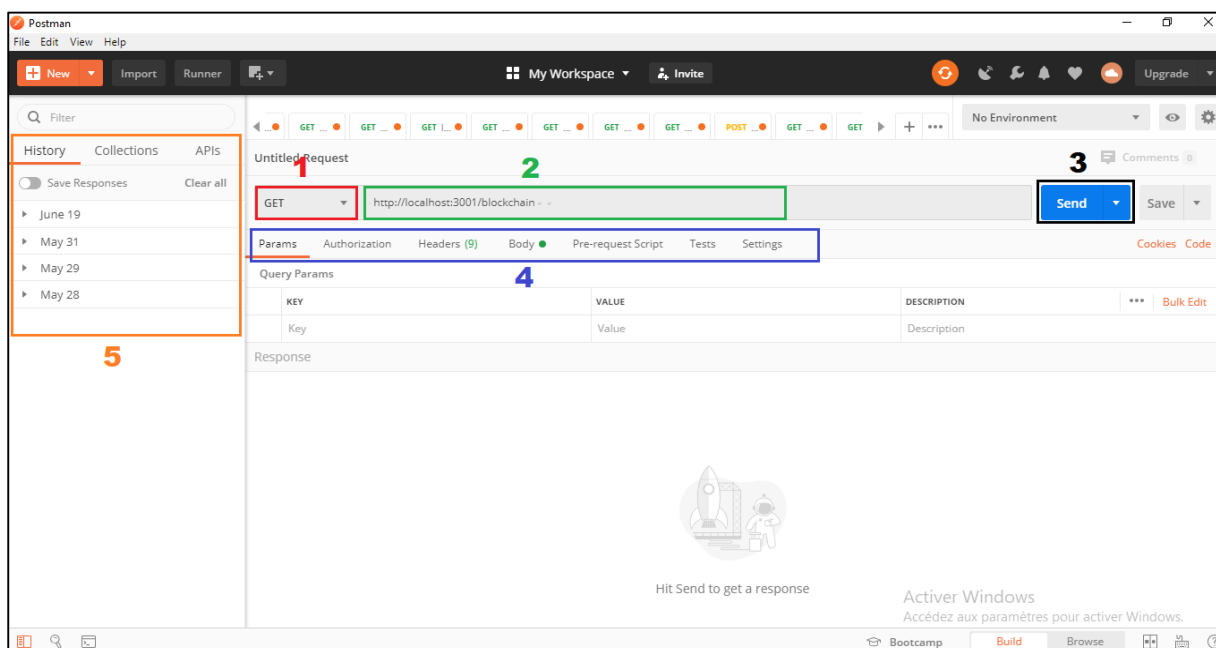 Postman
File Edit View Help
New Import Runner My Workspace Invite Upgrade
Filter
GET ... GET ... GET I... GET ... GET ... GET ... GET ... POST ... GET ... GET
No Environment
History Collections APIs
Untitled Request
Comments 0
1
2
3
Save Responses Clear all
GET http://localhost:3001/blockchain Send Save
June 19
May 31
May 29
May 28
Params Authorization Headers (9) Body Pre-request Script Tests Settings Cookies Code
4
Query Params
KEY VALUE DESCRIPTION ... Bulk Edit
Key Value Description
5
Response
Hit Send to get a response
Activer Windows
Accédez aux paramètres pour activer Windows.
Bootcamp Build Browse